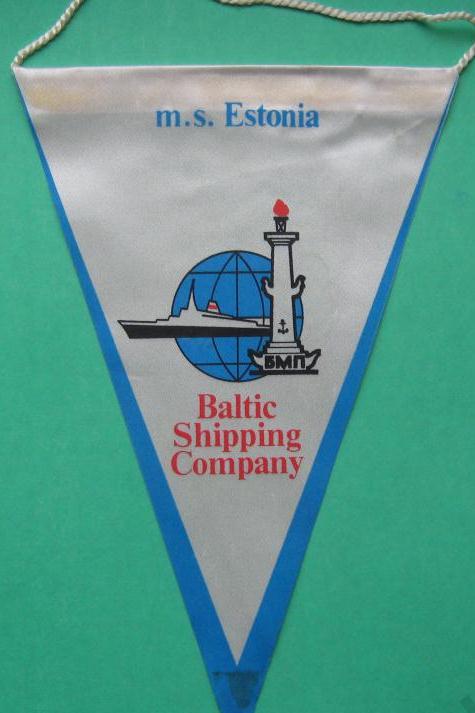 m.s. Estonia
БМП
Baltic
Shipping
Company